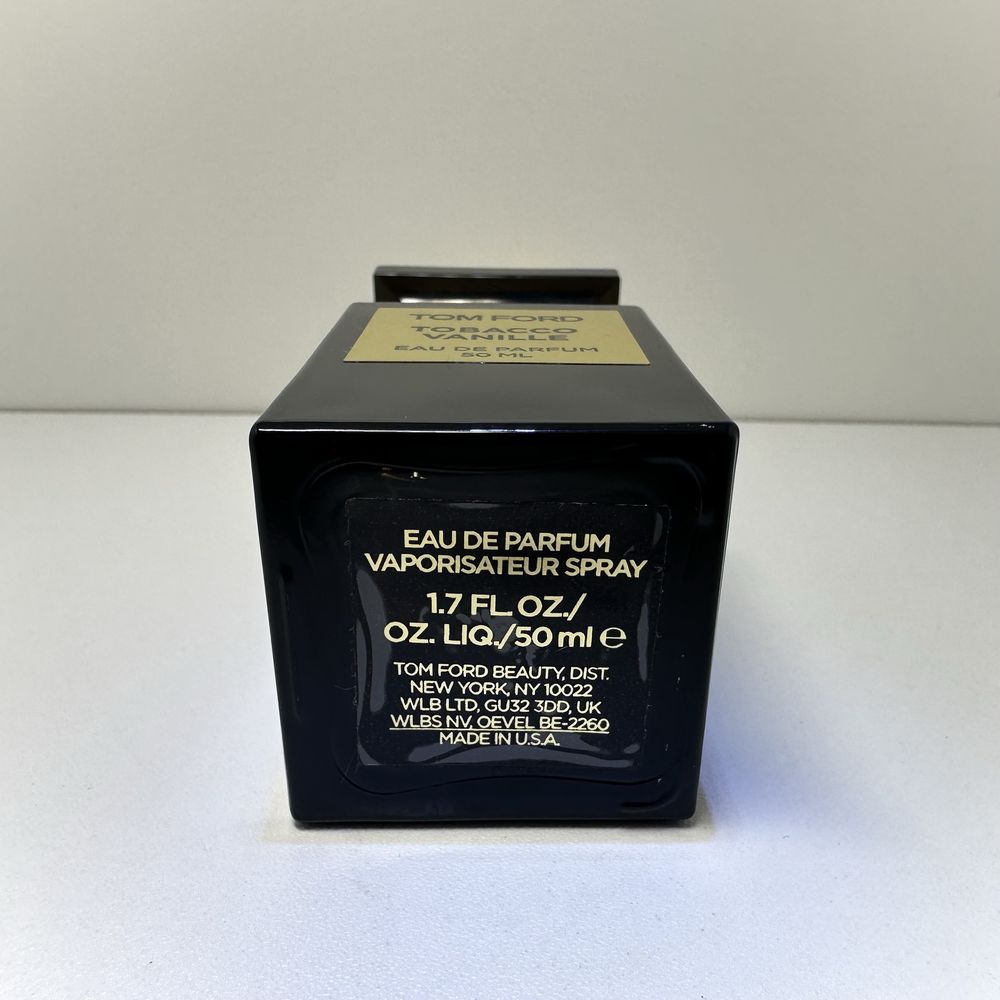 TOM FORD
TOBACCO
VANILLE
EAU DE PARFUM
50 ML
EAU DE PARFUM
VAPORISATEUR SPRAY
1.7 FL. OZ./
OZ. LIQ./50 ml ℮
TOM FORD BEAUTY, DIST.
NEW YORK, NY 10022
WLB LTD, GU32 3DD, UK
WLBS NV, OEVEL BE-2260
MADE IN U.S.A.